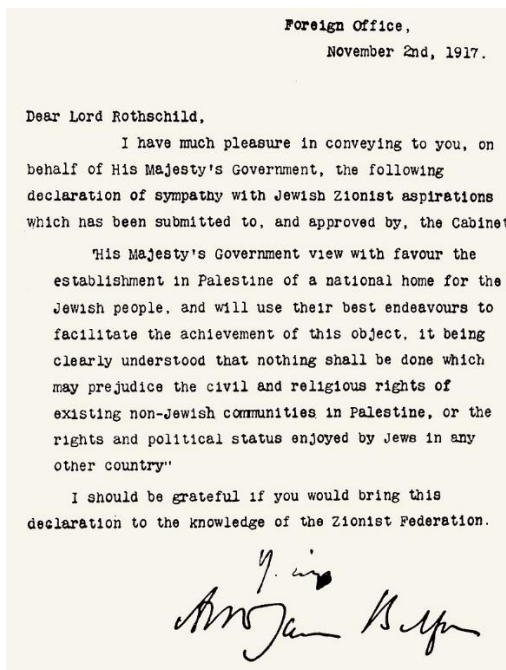 Foreign Office,
November 2nd, 1917.
Dear Lord Rothschild,
I have much pleasure in conveying to you, on
behalf of His Majesty's Government, the following
declaration of sympathy with Jewish Zionist aspirations
which has been submitted to, and approved by, the Cabinet
"His Majesty's Government view with favour the
establishment in Palestine of a national home for the
Jewish people, and will use their best endeavours to
facilitate the achievement of this object, it being
clearly understood that nothing shall be done which
may prejudice the civil and religious rights of
existing non-Jewish communities in Palestine, or the
rights and political status enjoyed by Jews in any
other country"
I should be grateful if you would bring this
declaration to the knowledge of the Zionist Federation.